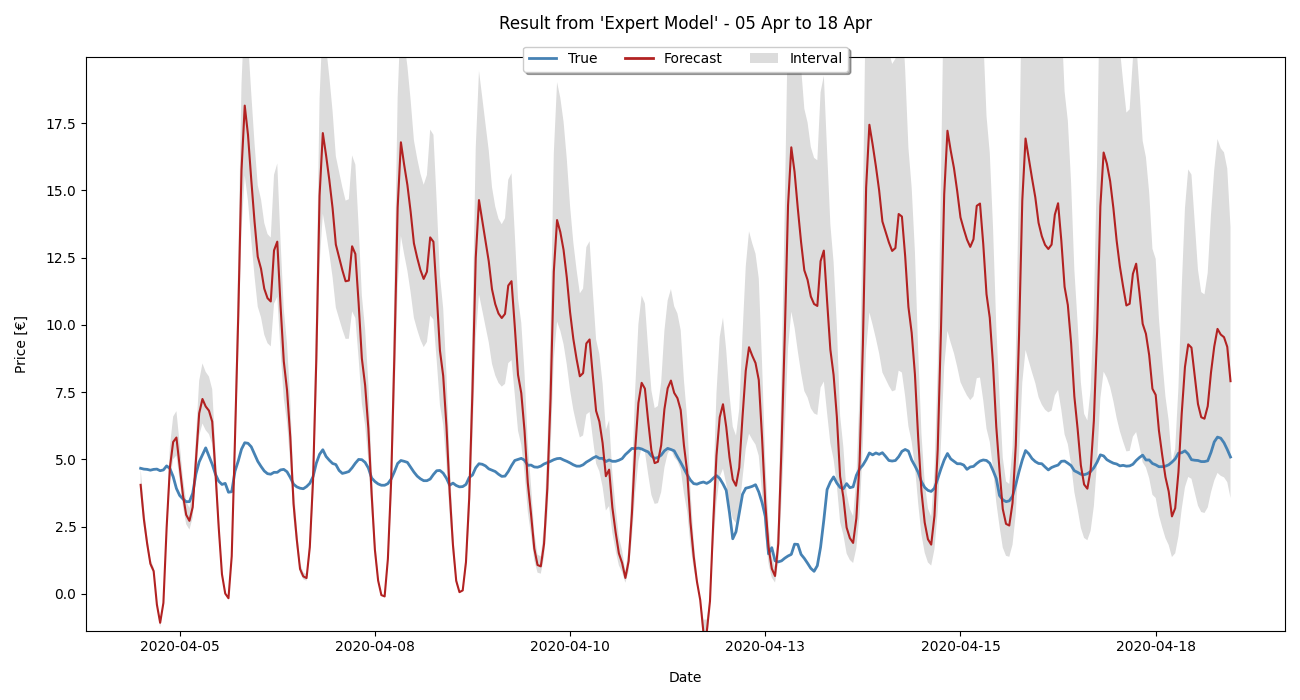 Result from 'Expert Model' - 05 Apr to 18 Apr
True Forecast Interval
Price [€]
17.5
15.0
12.5
10.0
7.5
5.0
2.5
0.0
2020-04-05 2020-04-08 2020-04-10 2020-04-13 2020-04-15 2020-04-18
Date